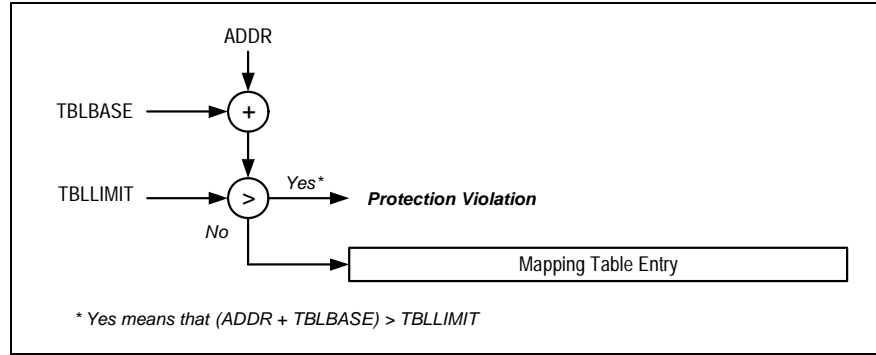 ADDR
TBLBASE
+
TBLLIMIT
>
Yes*
Protection Violation
No
Mapping Table Entry
* Yes means that (ADDR + TBLBASE) > TBLLIMIT